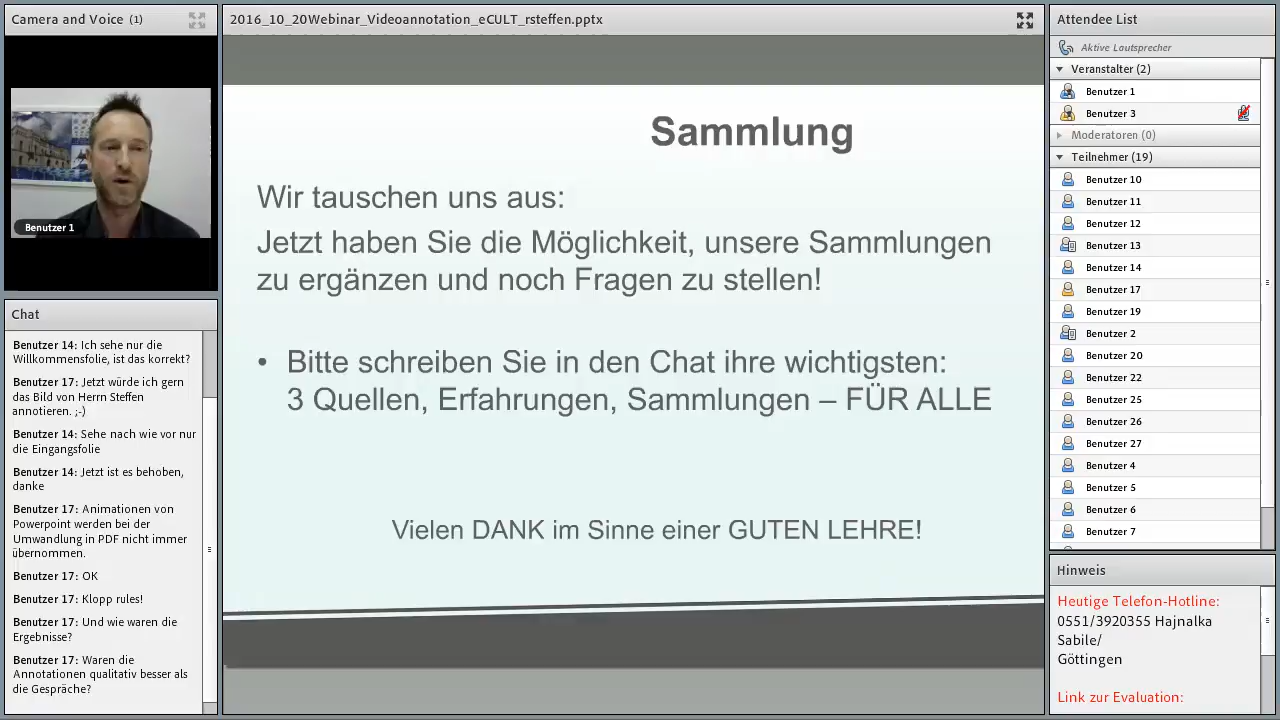 Camera and Voice (1)
Benutzer 1
Chat
Benutzer 14: Ich sehe nur die
Willkommensfolie, ist das korrekt?
Benutzer 17: Jetzt würde ich gern
das Bild von Herrn Steffen
annotieren. ;-)
Benutzer 14: Sehe nach wie vor nur
die Eingangsfolie
Benutzer 14: Jetzt ist es behoben,
danke
Benutzer 17: Animationen von
Powerpoint werden bei der
Umwandlung in PDF nicht immer
übernommen.
Benutzer 17: OK
Benutzer 17: Klopp rules!
Benutzer 17: Und wie waren die
Ergebnisse?
Benutzer 17: Waren die
Annotationen qualitativ besser als
die Gespräche?
2016_10_20Webinar_Videoannotation_eCULT_rsteffen.pptx
Sammlung
Wir tauschen uns aus:
Jetzt haben Sie die Möglichkeit, unsere Sammlungen
zu ergänzen und noch Fragen zu stellen!
• Bitte schreiben Sie in den Chat ihre wichtigsten:
3 Quellen, Erfahrungen, Sammlungen – FÜR ALLE
Vielen DANK im Sinne einer GUTEN LEHRE!
Attendee List
Aktive Lautsprecher
Veranstalter (2)
Benutzer 1
Benutzer 3
Moderatoren (0)
Teilnehmer (19)
Benutzer 10
Benutzer 11
Benutzer 12
Benutzer 13
Benutzer 14
Benutzer 17
Benutzer 19
Benutzer 2
Benutzer 20
Benutzer 22
Benutzer 25
Benutzer 26
Benutzer 27
Benutzer 4
Benutzer 5
Benutzer 6
Benutzer 7
Hinweis
Heutige Telefon-Hotline:
0551/3920355 Hajnalka
Sabile/
Göttingen
Link zur Evaluation: